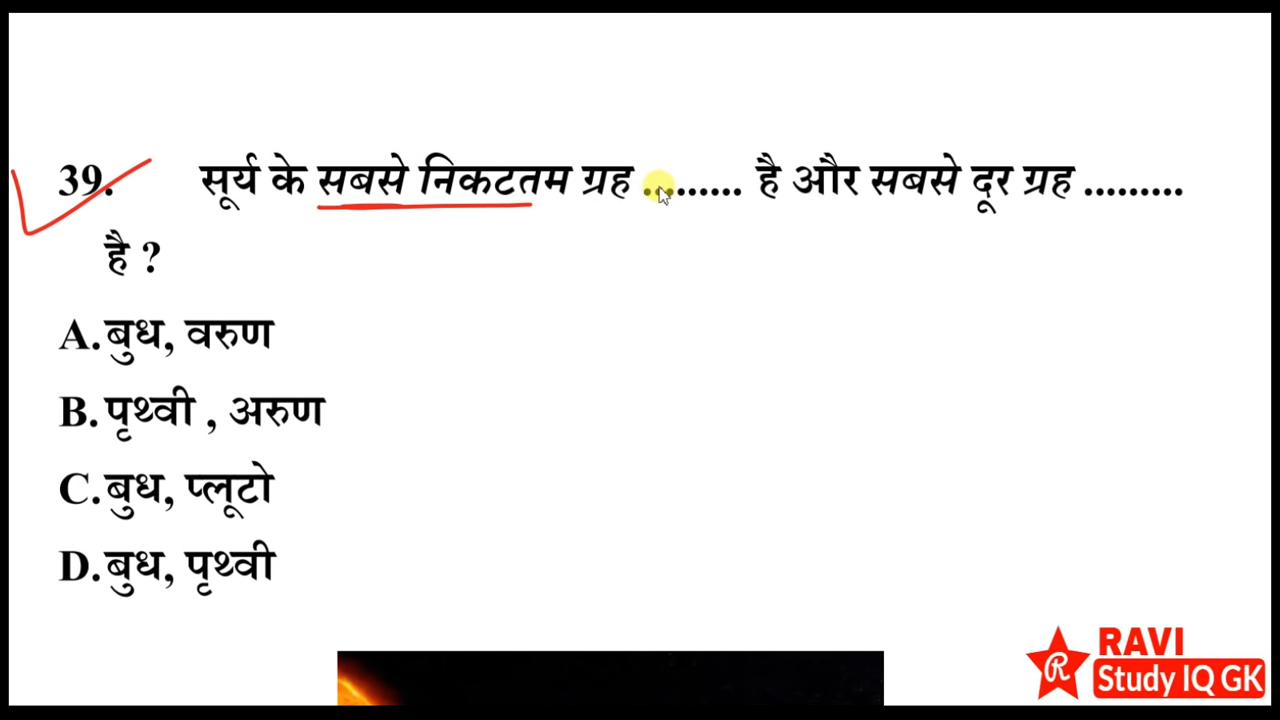 39. सूर्य के सबसे निकटतम ग्रह ......... है और सबसे दूर ग्रह .........
है ?
A. बुध, वरुण
B. पृथ्वी , अरुण
C. बुध, प्लूटो
D. बुध, पृथ्वी
RAVI
R Study IQ GK